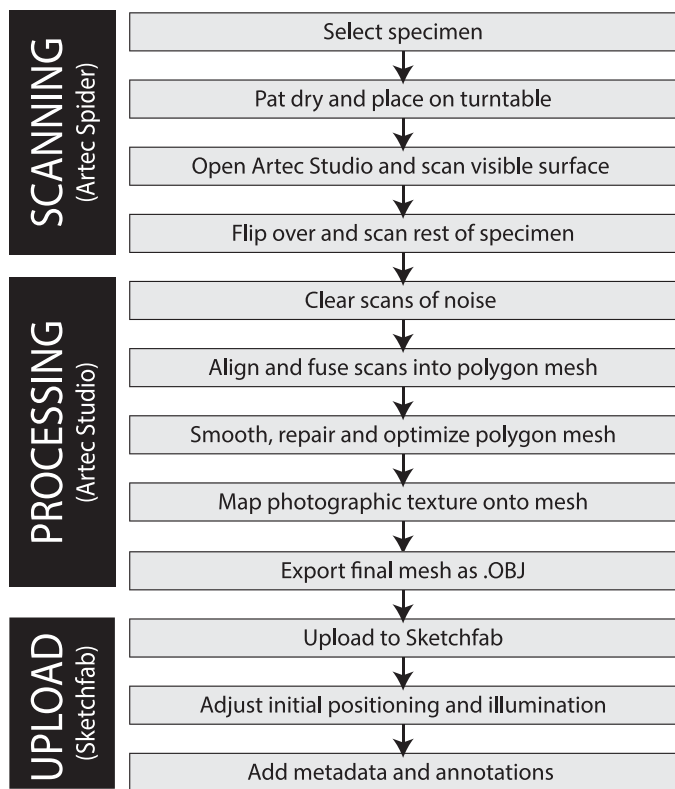 SCANNING
(Artec Spider)
Select specimen
Pat dry and place on turntable
Open Artec Studio and scan visible surface
Flip over and scan rest of specimen
PROCESSING
(Artec Studio)
Clear scans of noise
Align and fuse scans into polygon mesh
Smooth, repair and optimize polygon mesh
Map photographic texture onto mesh
Export final mesh as .OBJ
UPLOAD
(Sketchfab)
Upload to Sketchfab
Adjust initial positioning and illumination
Add metadata and annotations